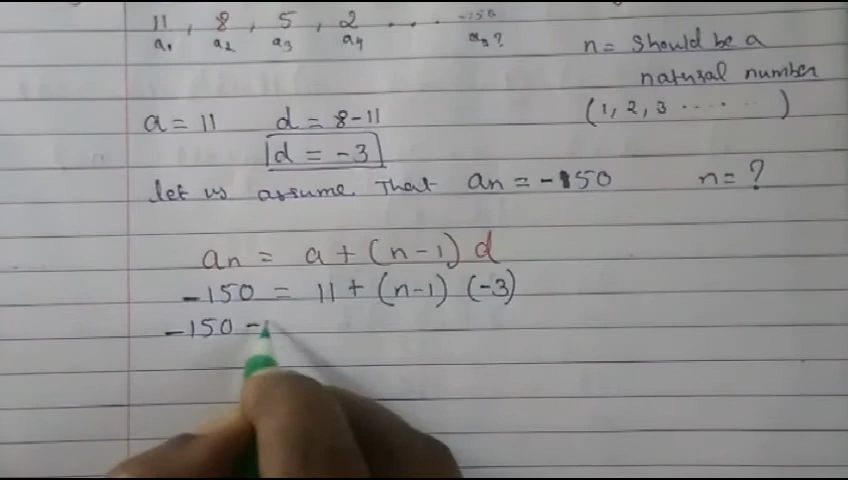 11 , 8 , 5 , 2 . . . . -150
a1 a2 a3 a4 ?
n = should be a
natural number
(1, 2, 3 ...... )
a = 11 d = 8-11
d = -3
let us assume That an = -150 n = ?
an = a + (n-1) d
-150 = 11 + (n-1) (-3)
-150 -